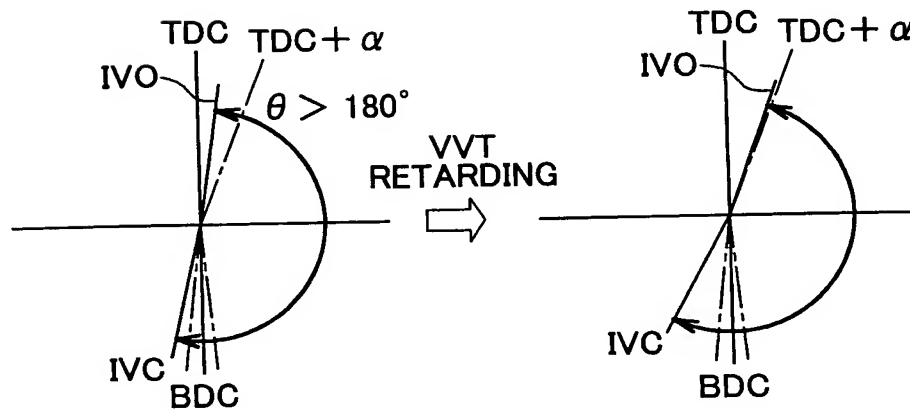 TDC
TDC + α
IVO
θ > 180°
IVC
BDC
VVT
RETARDING
TDC
TDC + α
IVO
IVC
BDC